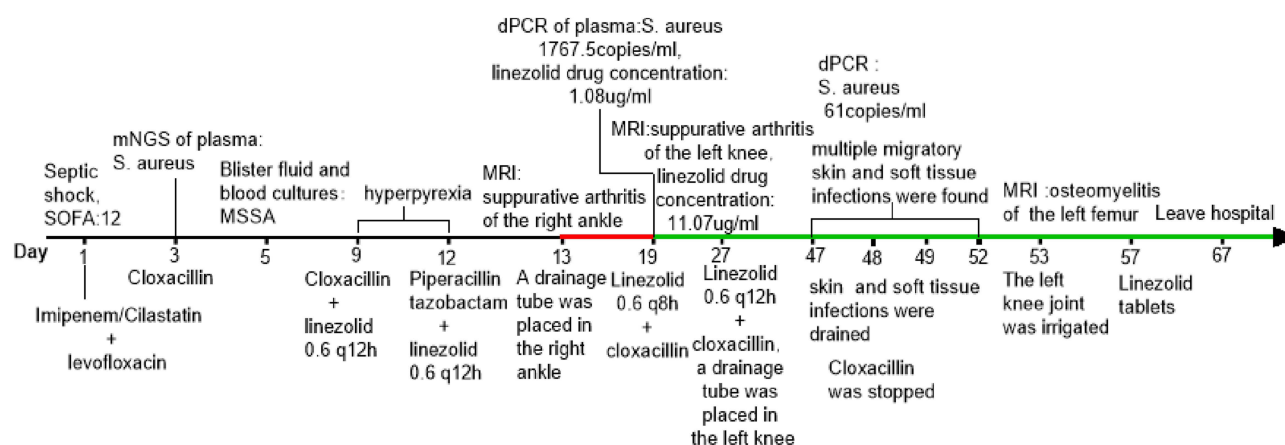 Septic
shock,
SOFA:12
mNGS of plasma:
S. aureus
Blister fluid and
blood cultures:
MSSA
hyperpyrexia
MRI:
suppurative arthritis
of the right ankle
dPCR of plasma:S. aureus
1767.5copies/ml,
linezolid drug concentration:
1.08ug/ml
MRI:suppurative arthritis
of the left knee,
linezolid drug
concentration:
11.07ug/ml
dPCR :
S. aureus
61copies/ml
multiple migratory
skin and soft tissue
infections were found
MRI :osteomyelitis
of the left femur
Leave hospital
Day 1 3 5 9 12 13 19 27 47 48 49 52 53 57 67
Imipenem/Cilastatin
+
levofloxacin
Cloxacillin
Cloxacillin
+
linezolid
0.6 q12h
Piperacillin
tazobactam
+
linezolid
0.6 q12h
A drainage
tube was
placed in
the right
ankle
Linezolid
0.6 q8h
+
cloxacillin
Linezolid
0.6 q12h
+
cloxacillin,
a drainage
tube was
placed in
the left knee
skin and soft tissue
infections were
drained
Cloxacillin
was stopped
The left
knee joint
was irrigated
Linezolid
tablets